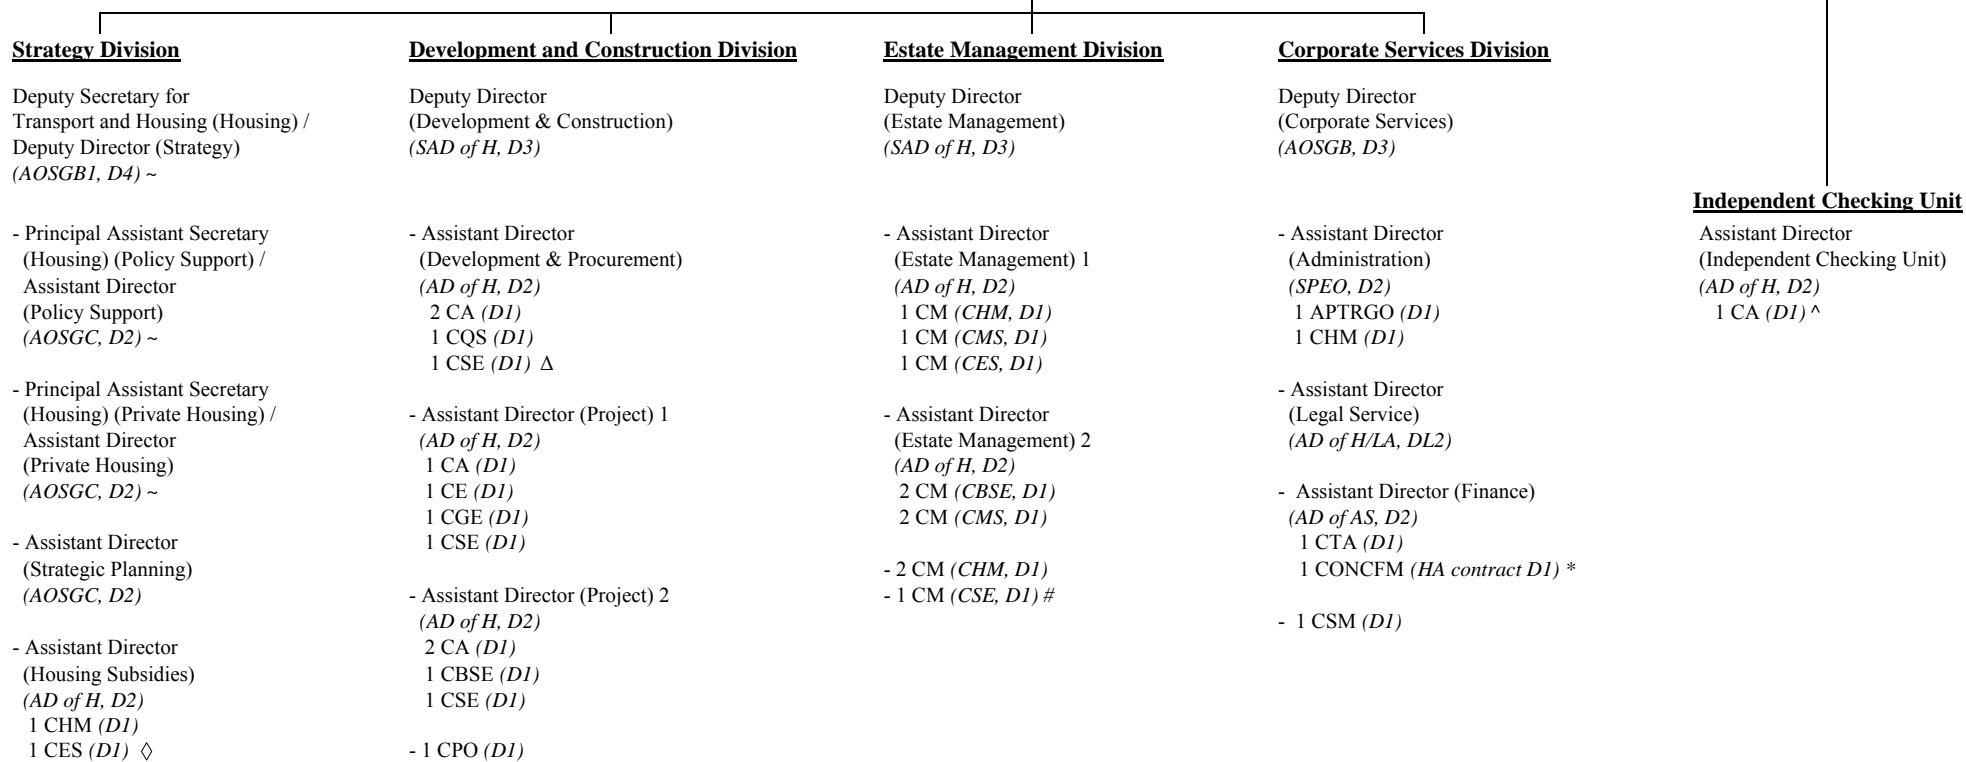 Strategy Division
Deputy Secretary for
Transport and Housing (Housing) /
Deputy Director (Strategy)
(AOSGB1, D4) ~
- Principal Assistant Secretary
(Housing) (Policy Support) /
Assistant Director
(Policy Support)
(AOSGC, D2) ~
- Principal Assistant Secretary
(Housing) (Private Housing) /
Assistant Director
(Private Housing)
(AOSGC, D2) ~
- Assistant Director
(Strategic Planning)
(AOSGC, D2)
- Assistant Director
(Housing Subsidies)
(AD of H, D2)
1 CHM (D1)
1 CES (D1) ◊
Development and Construction Division
Deputy Director
(Development & Construction)
(SAD of H, D3)
- Assistant Director
(Development & Procurement)
(AD of H, D2)
2 CA (D1)
1 CQS (D1)
1 CSE (D1) Δ
- Assistant Director (Project) 1
(AD of H, D2)
1 CA (D1)
1 CE (D1)
1 CGE (D1)
1 CSE (D1)
- Assistant Director (Project) 2
(AD of H, D2)
2 CA (D1)
1 CBSE (D1)
1 CSE (D1)
- 1 CPO (D1)
Estate Management Division
Deputy Director
(Estate Management)
(SAD of H, D3)
- Assistant Director
(Estate Management) 1
(AD of H, D2)
1 CM (CHM, D1)
1 CM (CMS, D1)
1 CM (CES, D1)
- Assistant Director
(Estate Management) 2
(AD of H, D2)
2 CM (CBSE, D1)
2 CM (CMS, D1)
- 2 CM (CHM, D1)
- 1 CM (CSE, D1) #
Corporate Services Division
Deputy Director
(Corporate Services)
(AOSGB, D3)
- Assistant Director
(Administration)
(SPEO, D2)
1 APTRGO (D1)
1 CHM (D1)
- Assistant Director
(Legal Service)
(AD of H/LA, DL2)
- Assistant Director (Finance)
(AD of AS, D2)
1 CTA (D1)
1 CONCFM (HA contract D1) *
- 1 CSM (D1)
Independent Checking Unit
Assistant Director
(Independent Checking Unit)
(AD of H, D2)
1 CA (D1) ^